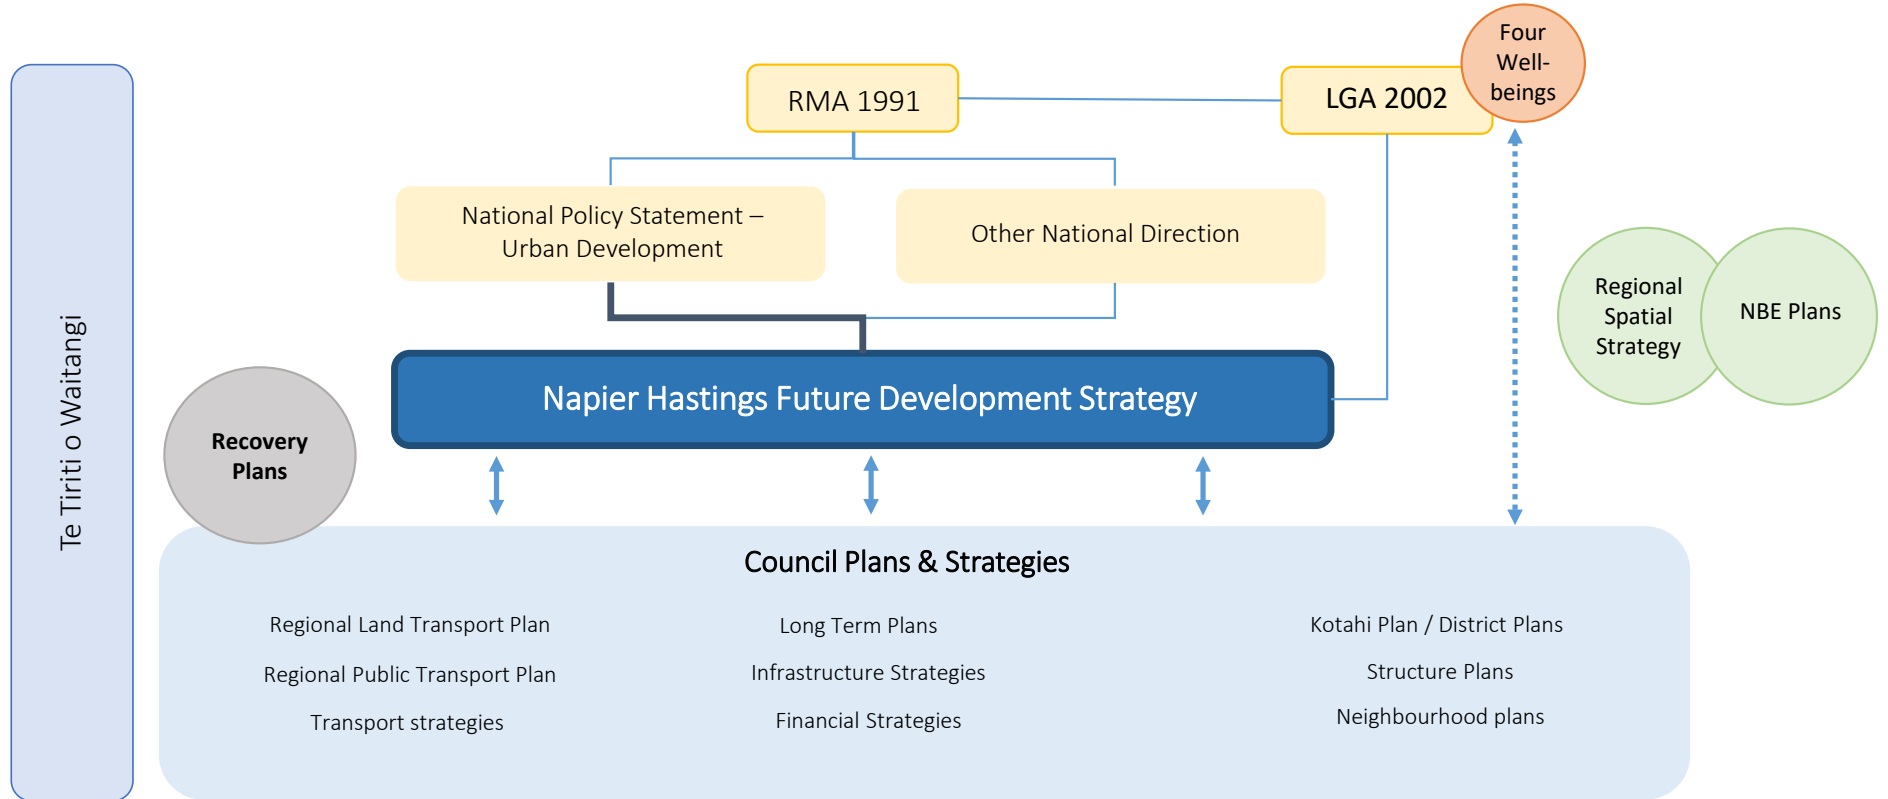 Te Tiriti o Waitangi
RMA 1991
LGA 2002
Four
Well-
beings
National Policy Statement –
Urban Development
Other National Direction
Regional
Spatial
Strategy
NBE Plans
Napier Hastings Future Development Strategy
Recovery
Plans
Council Plans & Strategies
Regional Land Transport Plan
Regional Public Transport Plan
Transport strategies
Long Term Plans
Infrastructure Strategies
Financial Strategies
Kotahi Plan / District Plans
Structure Plans
Neighbourhood plans